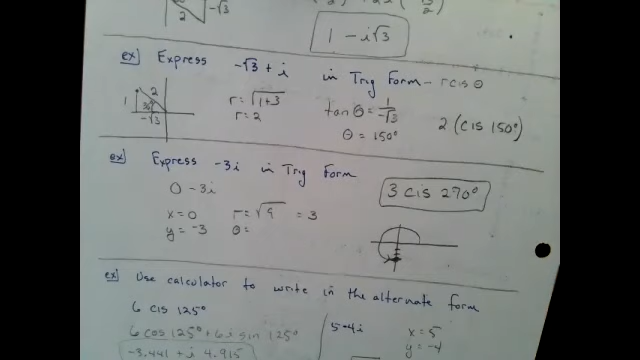 2
-√3
1 - i√3
ex) Express -√3 + i in Trig Form - r cis θ
1
2
30°
-√3
r = √1+3
r = 2
tan θ = 1/-√3
θ = 150°
2 (cis 150°)
ex) Express -3i in Trig Form
0 - 3i
3 cis 270°
x = 0
r = √9 = 3
y = -3
θ =
ex) Use calculator to write in the alternate form
6 cis 125°
6 cos 125° + 6i sin 125°
-3.441 + i 4.915
5-4i
x = 5
y = -4